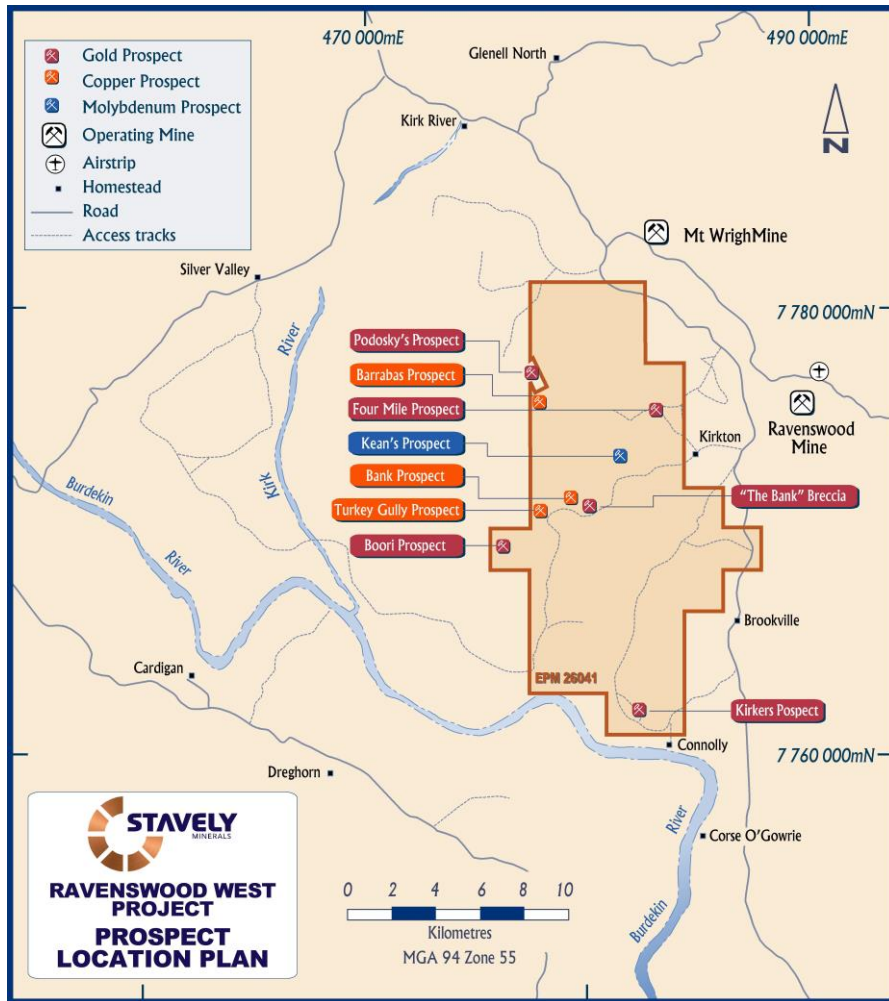 470 000mE
490 000mE
Gold Prospect
Copper Prospect
Molybdenum Prospect
Operating Mine
Airstrip
Homestead
Road
Access tracks
Glenell North
Kirk River
N
Mt WrighMine
Silver Valley
7 780 000mN
River
Kirk
Podosky's Prospect
Barrabas Prospect
Four Mile Prospect
Kean's Prospect
Bank Prospect
Turkey Gully Prospect
Boori Prospect
Ravenswood
Mine
Kirkton
"The Bank" Breccia
Burdekin
River
Brookville
Cardigan
EPM 26041
Kirkers Pospect
Connolly
7 760 000mN
Dreghorn
Corse O'Gowrie
River
Burdekin
STAVELY
MINERALS
RAVENSWOOD WEST
PROJECT
PROSPECT
LOCATION PLAN
0 2 4 6 8 10
Kilometres
MGA 94 Zone 55